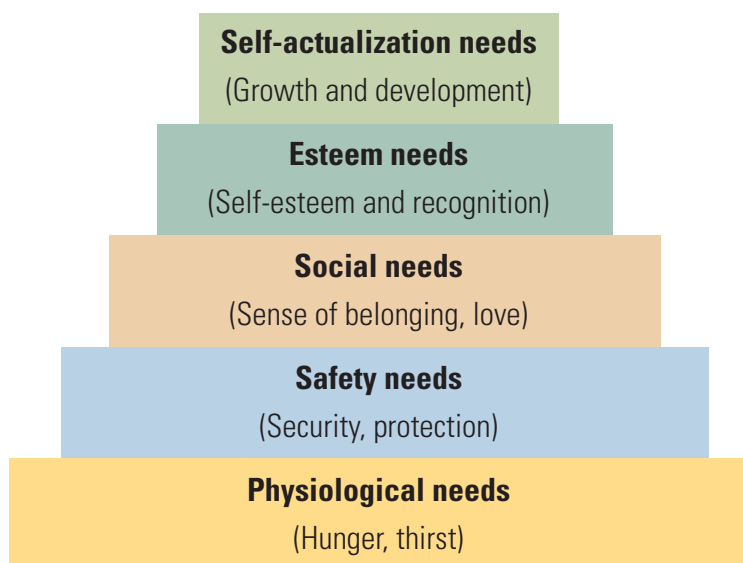 Self-actualization needs
(Growth and development)
Esteem needs
(Self-esteem and recognition)
Social needs
(Sense of belonging, love)
Safety needs
(Security, protection)
Physiological needs
(Hunger, thirst)